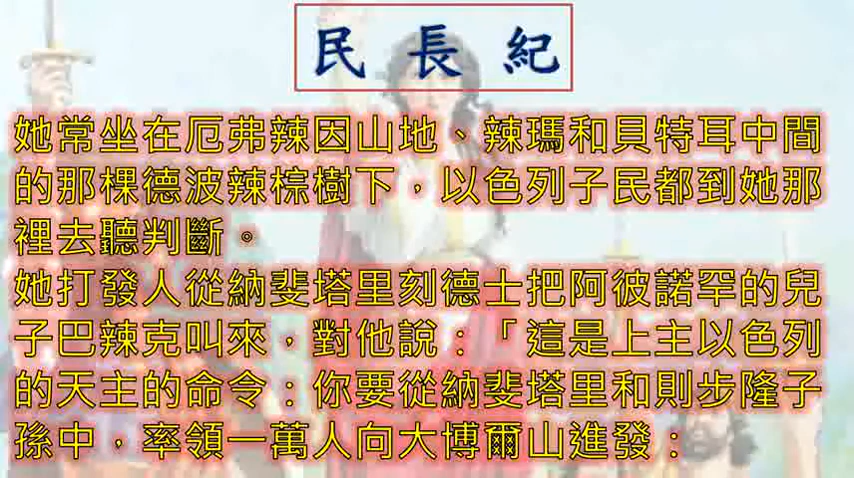 民長紀
她常坐在厄弗辣因山地、辣瑪和貝特耳中間
的那棵德波辣棕樹下，以色列子民都到她那
裡去聽判斷。
她打發人從納斐塔里刻德士把阿彼諾罕的兒
子巴辣克叫來，對他說：「這是上主以色列
的天主的命令：你要從納斐塔里和則步隆子
孫中，率領一萬人向大博爾山進發：